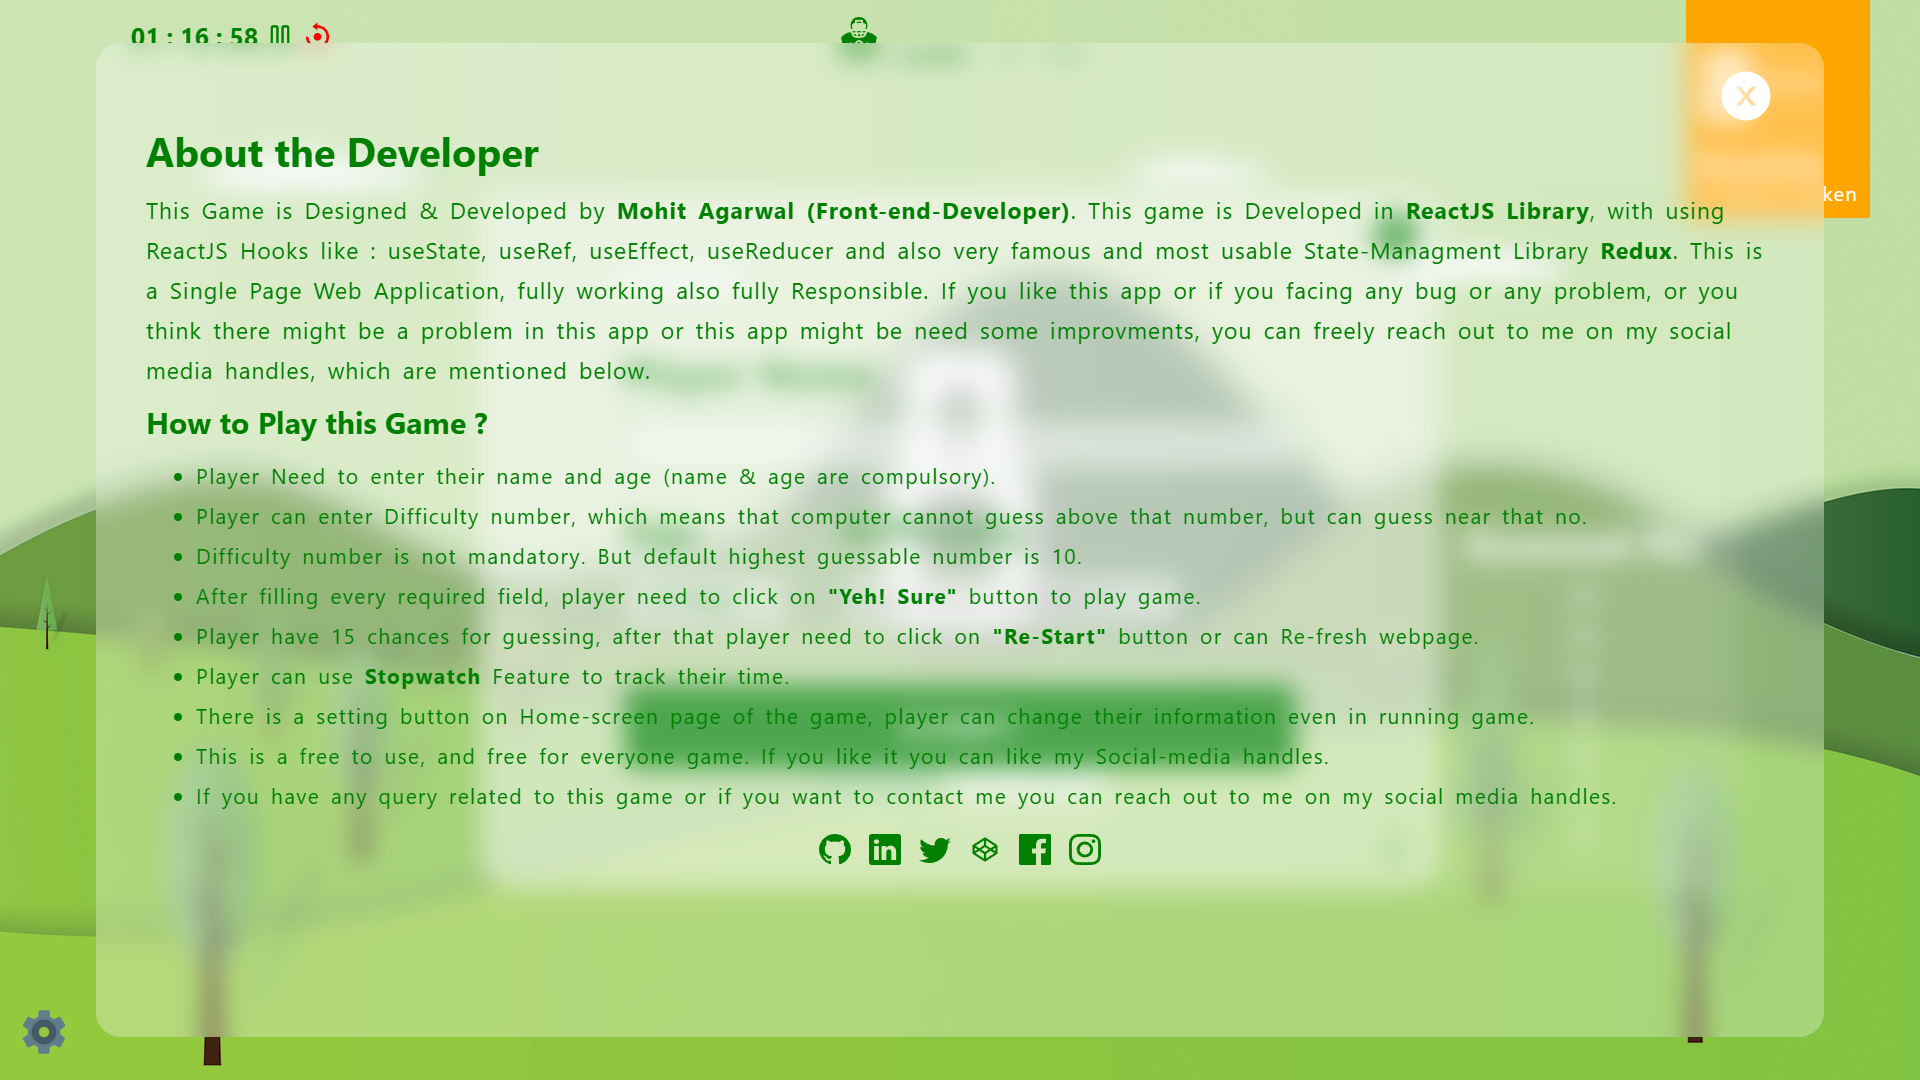 01 : 16 : 58
X
About the Developer
This Game is Designed & Developed by Mohit Agarwal (Front-end-Developer). This game is Developed in ReactJS Library, with using
ReactJS Hooks like : useState, useRef, useEffect, useReducer and also very famous and most usable State-Managment Library Redux. This is
a Single Page Web Application, fully working also fully Responsible. If you like this app or if you facing any bug or any problem, or you
think there might be a problem in this app or this app might be need some improvments, you can freely reach out to me on my social
media handles, which are mentioned below.
How to Play this Game ?
Player Need to enter their name and age (name & age are compulsory).
Player can enter Difficulty number, which means that computer cannot guess above that number, but can guess near that no.
Difficulty number is not mandatory. But default highest guessable number is 10.
After filling every required field, player need to click on "Yeh! Sure" button to play game.
Player have 15 chances for guessing, after that player need to click on "Re-Start" button or can Re-fresh webpage.
Player can use Stopwatch Feature to track their time.
There is a setting button on Home-screen page of the game, player can change their information even in running game.
This is a free to use, and free for everyone game. If you like it you can like my Social-media handles.
If you have any query related to this game or if you want to contact me you can reach out to me on my social media handles.